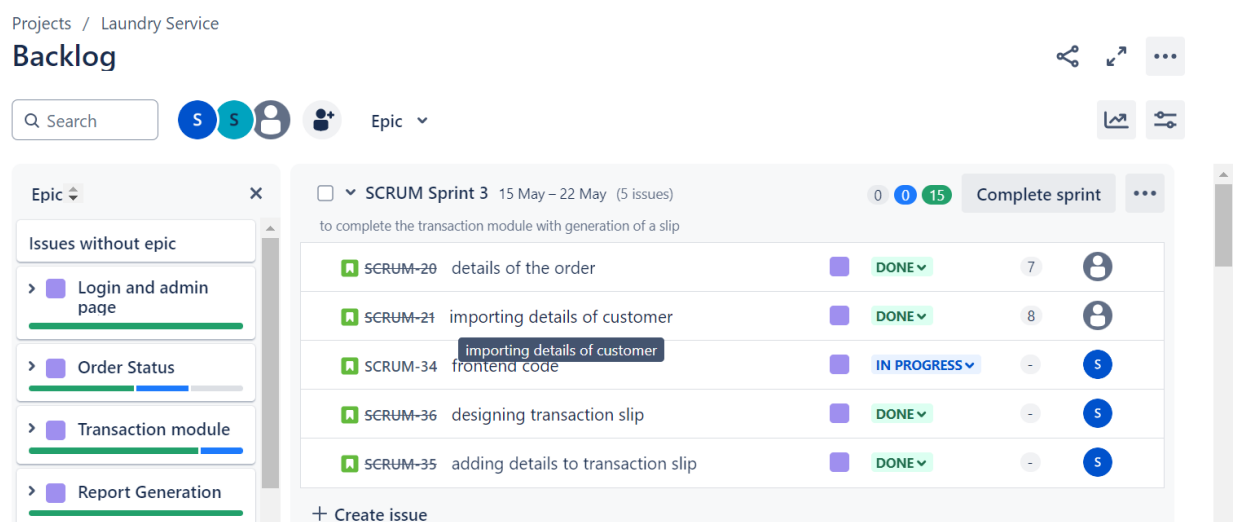 Projects / Laundry Service
Backlog
Search
S S
Epic
Epic
Issues without epic
Login and admin page
Order Status
Transaction module
Report Generation
SCRUM Sprint 3 15 May – 22 May (5 issues) 0 0 15 Complete sprint
to complete the transaction module with generation of a slip
SCRUM-20 details of the order DONE 7
SCRUM-21 importing details of customer DONE 8
importing details of customer
SCRUM-34 frontend code IN PROGRESS - S
SCRUM-36 designing transaction slip DONE - S
SCRUM-35 adding details to transaction slip DONE - S
+ Create issue